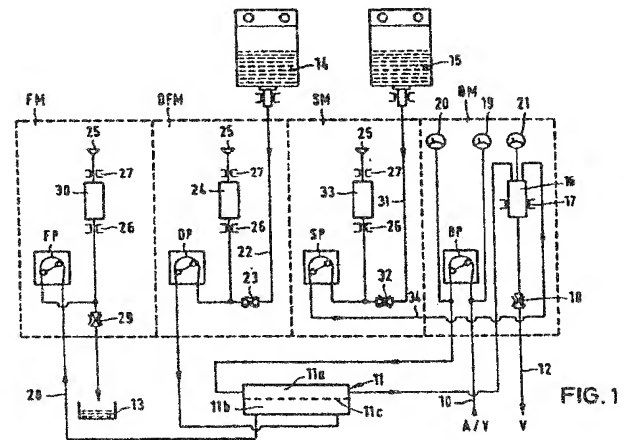 14 15
FM DFM SM BM 20 19 21
25 25 25
27 27 27
30 24 33 16
17
26 26 26
22 31
FP DP SP BP
23 32
29 34 18
11a 11
11b 11c
20 13 10 12
A/V V
FIG. 1